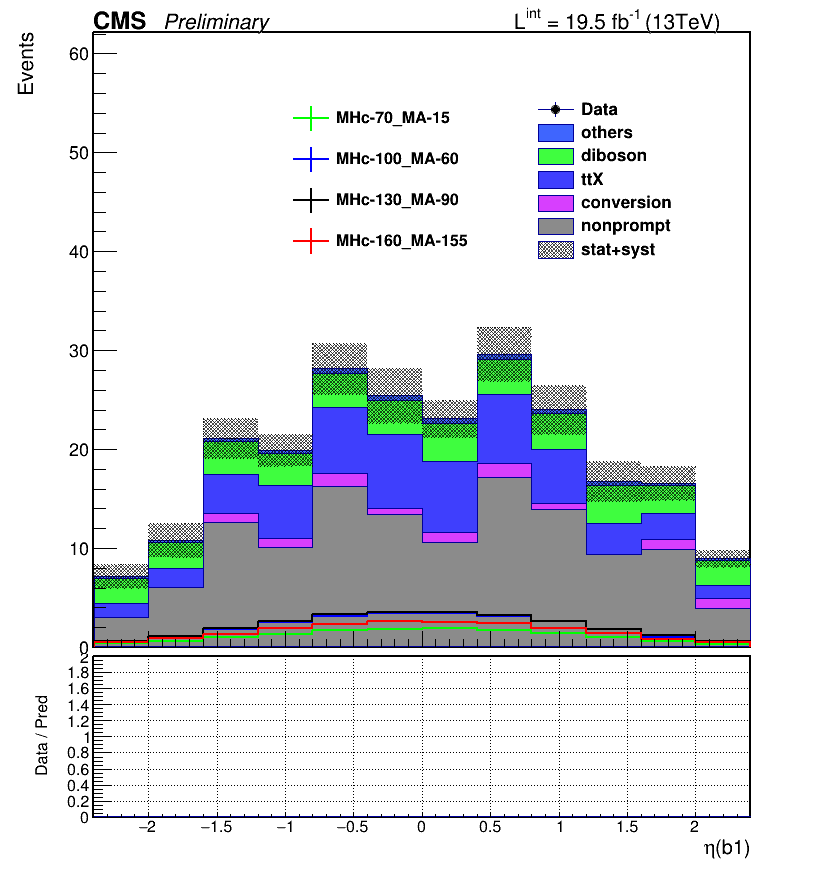 CMS Preliminary L^int = 19.5 fb^-1 (13TeV)
Events
60
50
40
30
20
10
0
MHc-70_MA-15
MHc-100_MA-60
MHc-130_MA-90
MHc-160_MA-155
Data
others
diboson
ttX
conversion
nonprompt
stat+syst
Data / Pred
2
1.8
1.6
1.4
1.2
1
0.8
0.6
0.4
0.2
0
−2 −1.5 −1 −0.5 0 0.5 1 1.5 2
η(b1)